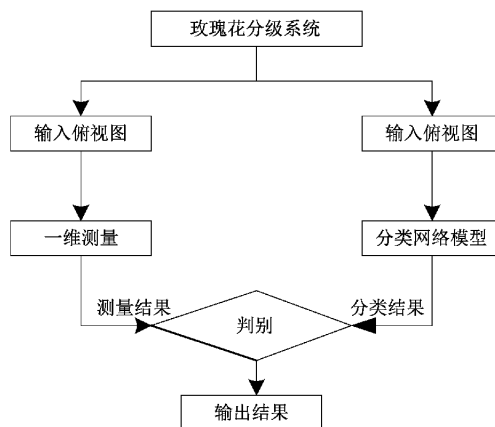 玫瑰花分级系统
输入俯视图
输入俯视图
一维测量
分类网络模型
测量结果
分类结果
判别
输出结果